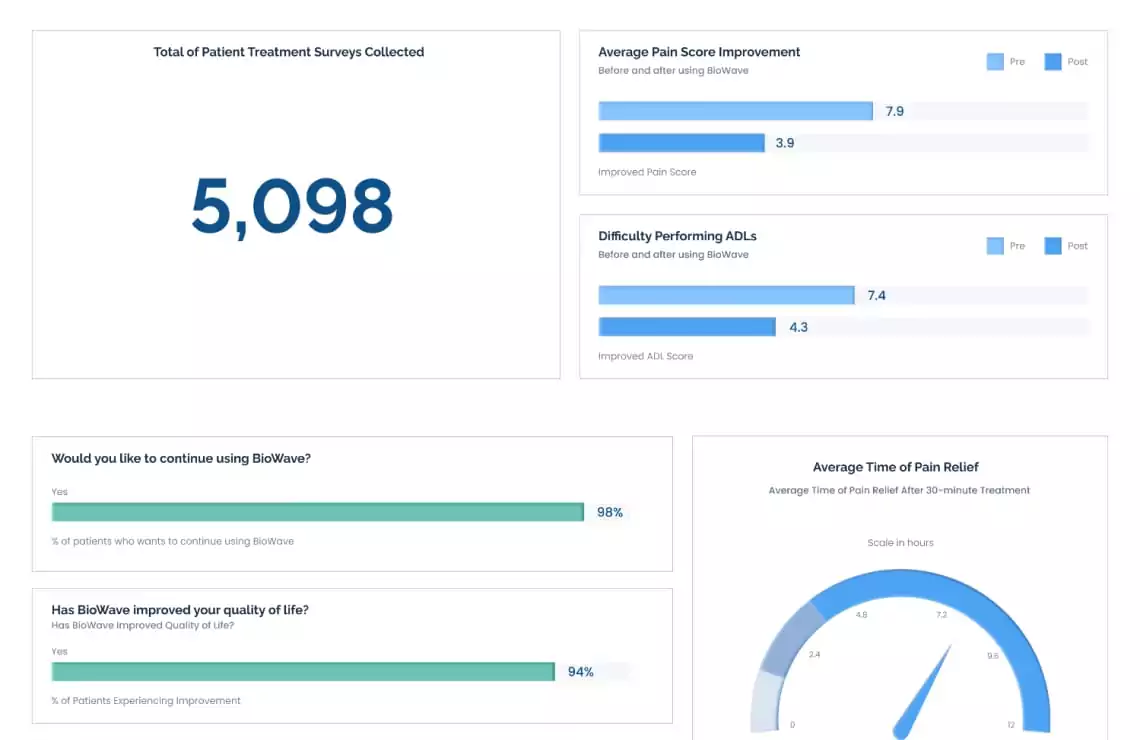 Total of Patient Treatment Surveys Collected
5,098
Average Pain Score Improvement
Before and after using BioWave
Pre
Post
7.9
3.9
Improved Pain Score
Difficulty Performing ADLs
Before and after using BioWave
Pre
Post
7.4
4.3
Improved ADL Score
Would you like to continue using BioWave?
Yes
98%
% of patients who wants to continue using BioWave
Has BioWave improved your quality of life?
Has BioWave Improved Quality of Life?
Yes
94%
% of Patients Experiencing Improvement
Average Time of Pain Relief
Average Time of Pain Relief After 30-minute Treatment
Scale in hours
0
2.4
4.8
7.2
9.6
12